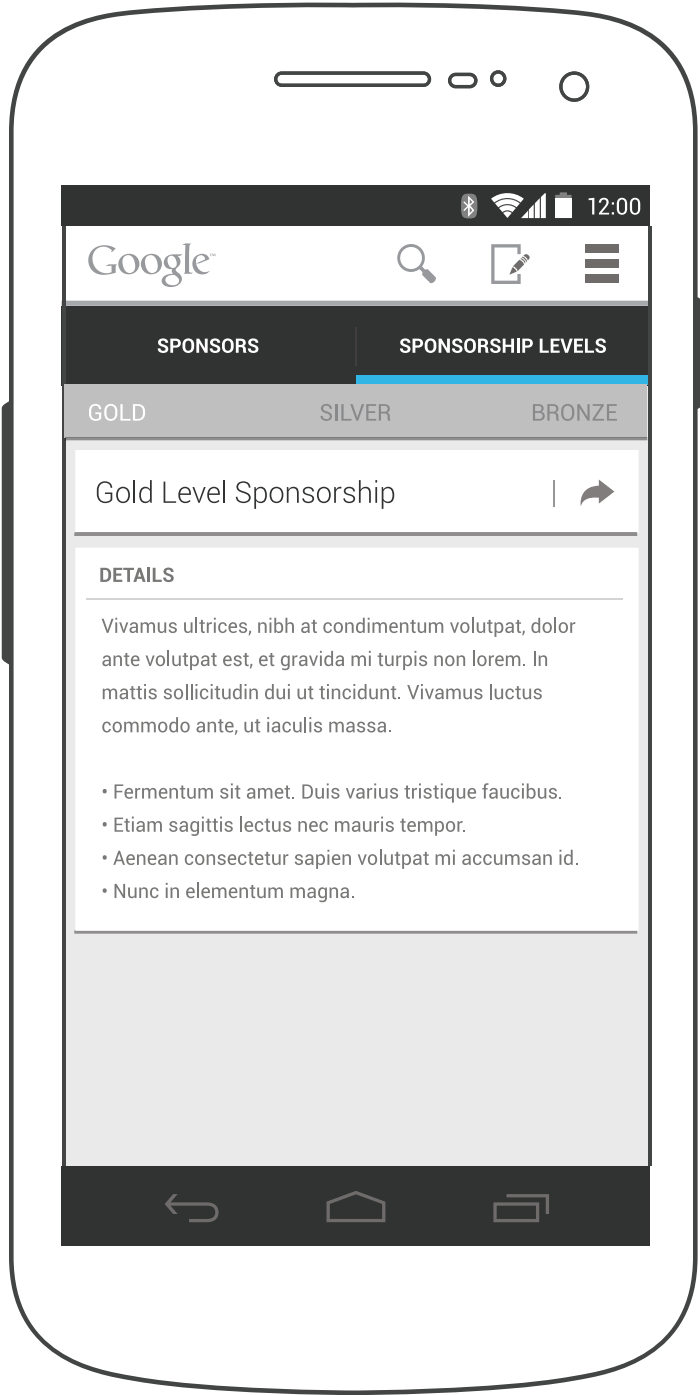 12:00
Google™
SPONSORS SPONSORSHIP LEVELS
GOLD SILVER BRONZE
Gold Level Sponsorship
DETAILS
Vivamus ultrices, nibh at condimentum volutpat, dolor
ante volutpat est, et gravida mi turpis non lorem. In
mattis sollicitudin dui ut tincidunt. Vivamus luctus
commodo ante, ut iaculis massa.
• Fermentum sit amet. Duis varius tristique faucibus.
• Etiam sagittis lectus nec mauris tempor.
• Aenean consectetur sapien volutpat mi accumsan id.
• Nunc in elementum magna.